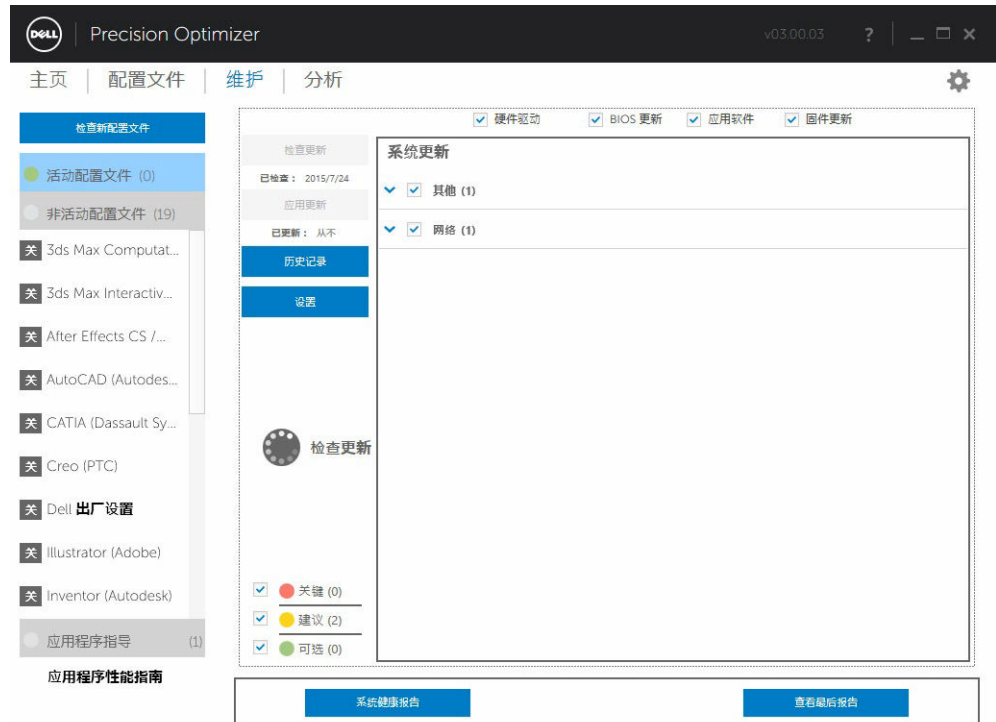 DELL
Precision Optimizer
v03.00.03
?
主页
配置文件
维护
分析
检查新配置文件
活动配置文件 (0)
非活动配置文件 (19)
关 3ds Max Computat...
关 3ds Max Interactiv...
关 After Effects CS /...
关 AutoCAD (Autodes...
关 CATIA (Dassault Sy...
关 Creo (PTC)
关 Dell 出厂设置
关 Illustrator (Adobe)
关 Inventor (Autodesk)
应用程序指导 (1)
应用程序性能指南
硬件驱动
BIOS 更新
应用软件
固件更新
检查更新
已检查： 2015/7/24
应用更新
已更新： 从不
历史记录
设置
检查更新
关键 (0)
建议 (2)
可选 (0)
系统更新
其他 (1)
网络 (1)
系统健康报告
查看最后报告